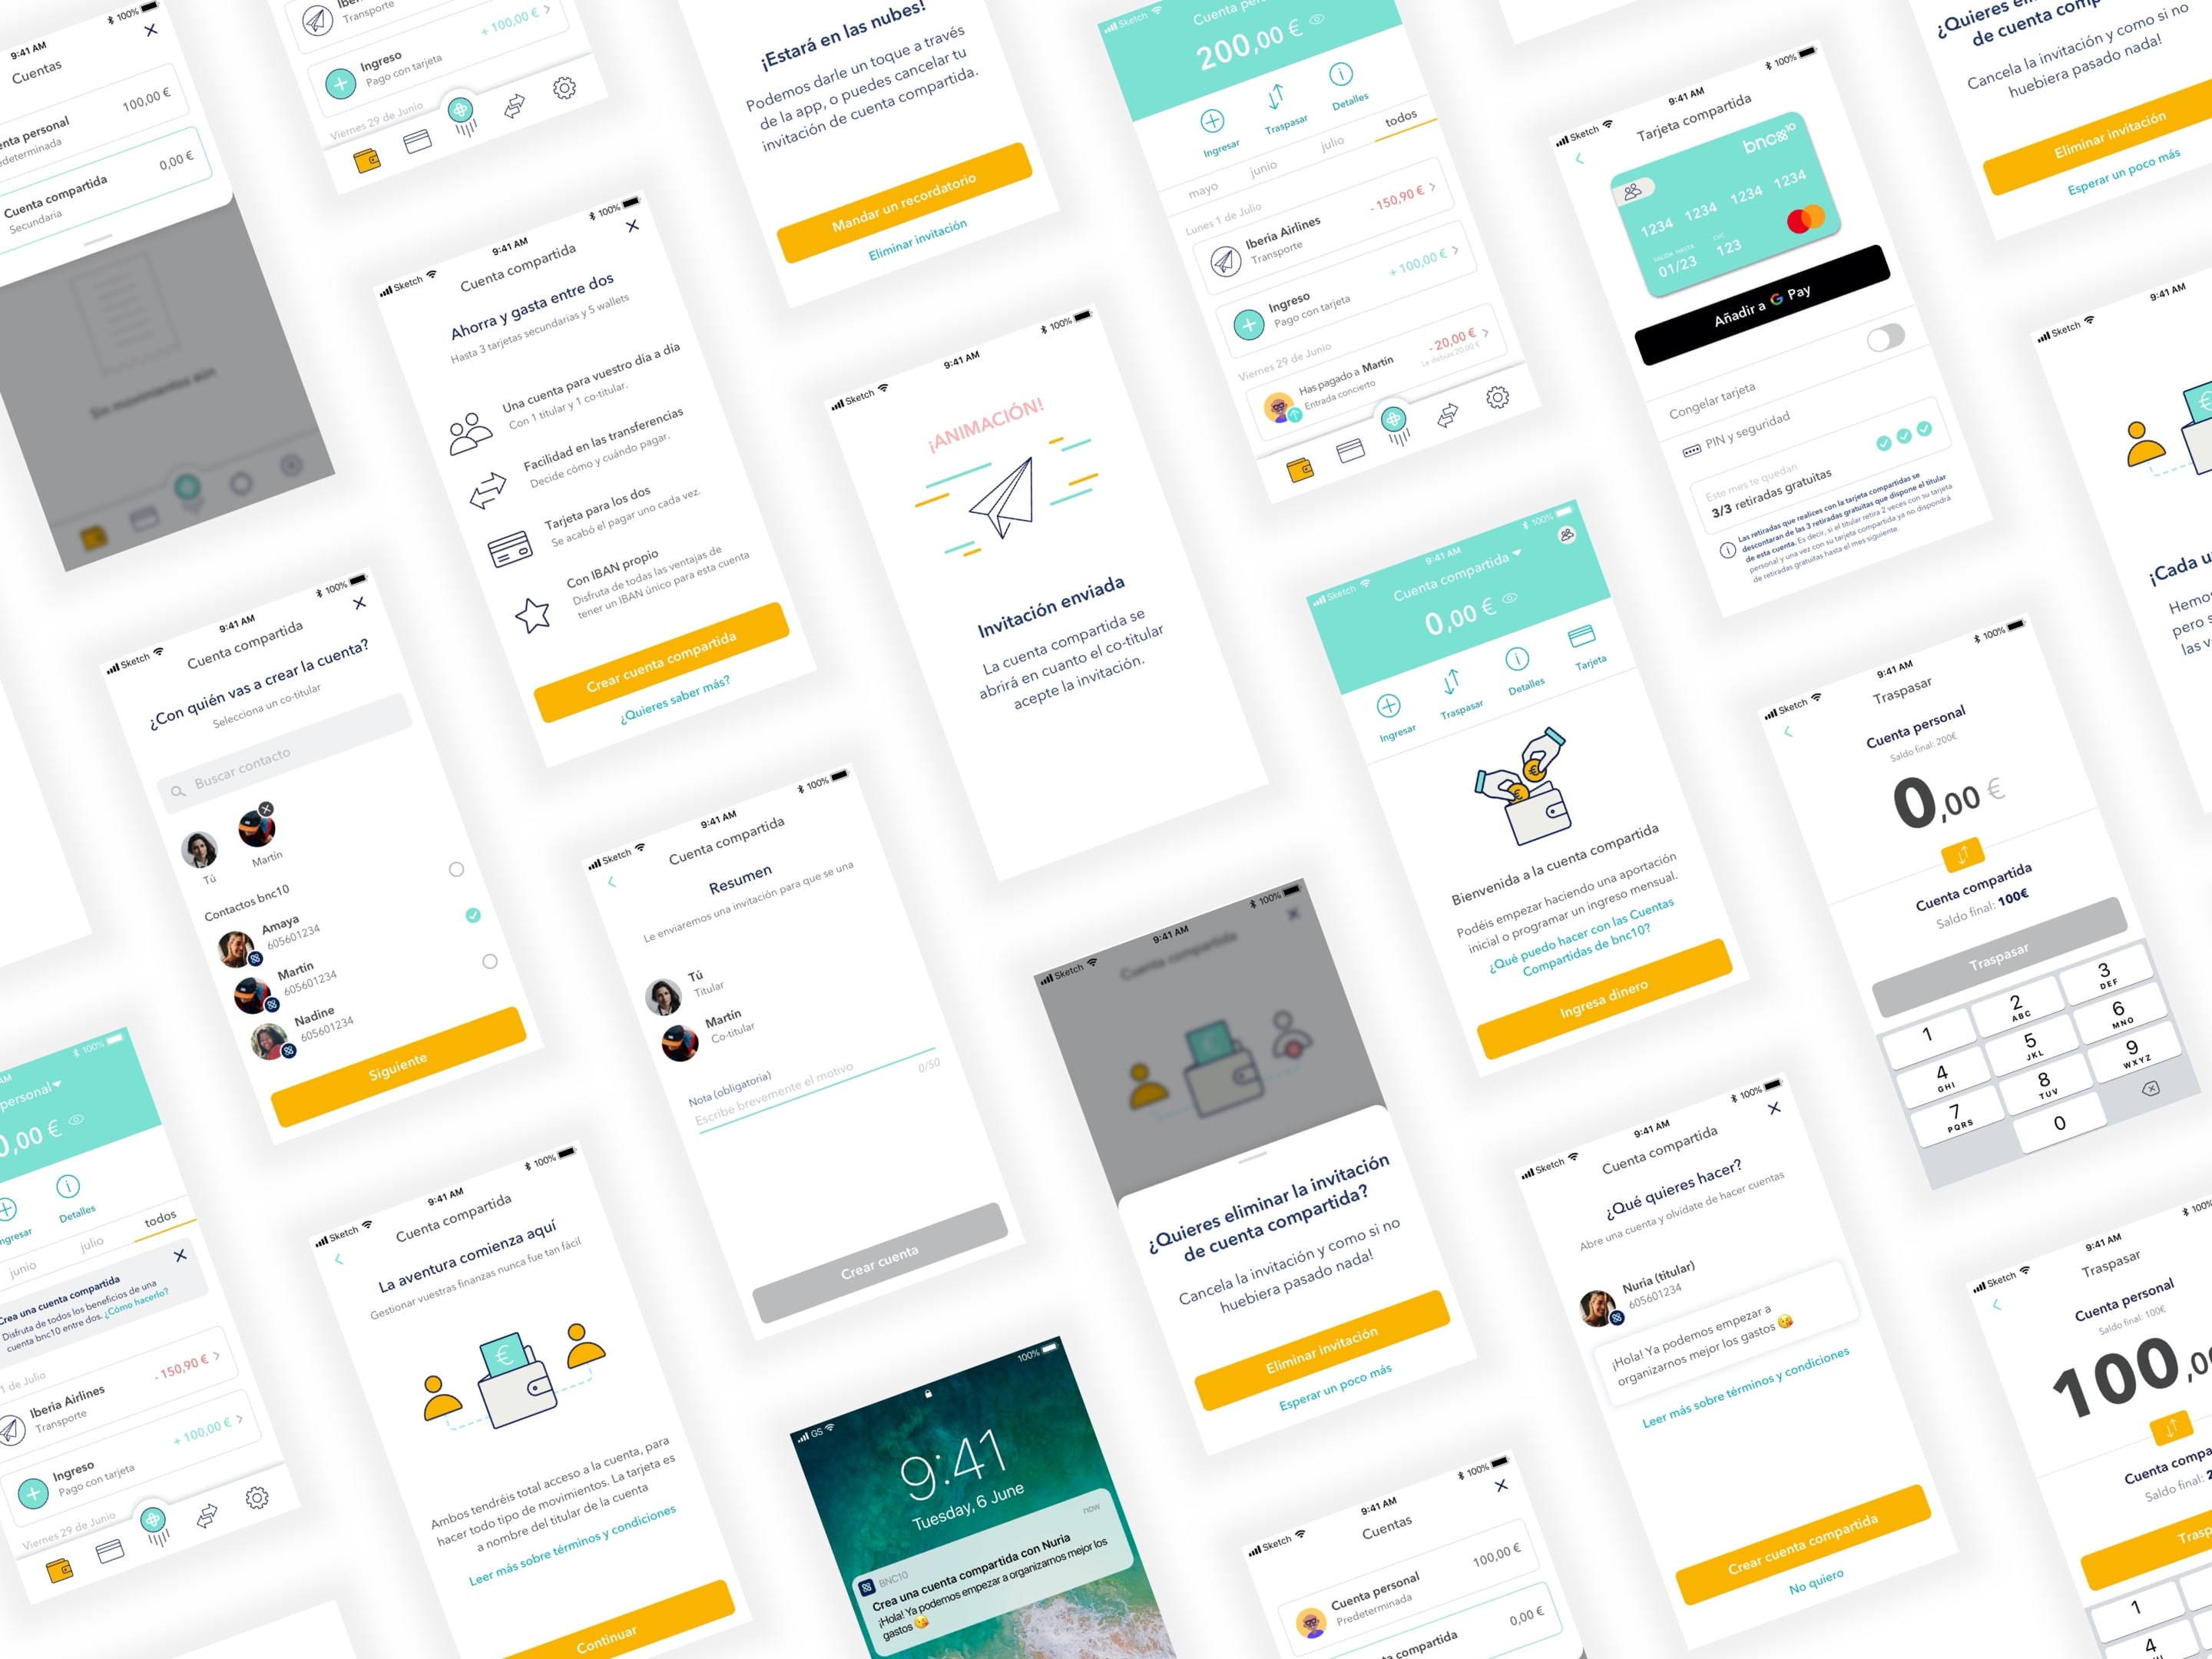 9:41 AM
100%
Cuentas
100,00 €
Cuenta compartida
Secundaria
0,00 €
Sin movimientos aún
Transporte
Ingreso
Pago con tarjeta
+ 100,00 €
Viernes 29 de Junio
¡Estará en las nubes!
Podemos darle un toque a través
de la app, o puedes cancelar tu
invitación de cuenta compartida.
Mandar un recordatorio
Eliminar invitación
Sketch
200,00 €
Ingresar
Traspasar
Detalles
mayo
junio
julio
todos
Lunes 1 de Julio
Iberia Airlines
Transporte
- 150,90 €
Ingreso
Pago con tarjeta
+ 100,00 €
Viernes 29 de Junio
Has pagado a Martín
Entrada concierto
- 20,00 €
Le debías 20,00 €
Sketch
9:41 AM
100%
Tarjeta compartida
bnc10
1234 1234 1234 1234
VÁLIDA HASTA
01/23
CVC
123
Añadir a G Pay
Congelar tarjeta
PIN y seguridad
Este mes te quedan
3/3 retiradas gratuitas
Las retiradas que realices con la tarjeta compartidas se
descontaran de las 3 retiradas gratuitas que dispone el titular
de esta cuenta. Es decir, si el titular retira 2 veces con su tarjeta
personal y una vez con su tarjeta compartida ya no dispondrá
de retiradas gratuitas hasta el mes siguiente.
Cancela la invitación y como si no
huebiera pasado nada!
Eliminar invitación
Esperar un poco más
Sketch
9:41 AM
100%
Cuenta compartida
Ahorra y gasta entre dos
Hasta 3 tarjetas secundarias y 5 wallets
Una cuenta para vuestro día a día
Con 1 titular y 1 co-titular.
Facilidad en las transferencias
Decide cómo y cuándo pagar.
Tarjeta para los dos
Se acabó el pagar uno cada vez.
Con IBAN propio
Disfruta de todas las ventajas de
tener un IBAN único para esta cuenta
Crear cuenta compartida
¿Quieres saber más?
Sketch
9:41 AM
100%
¡ANIMACIÓN!
Invitación enviada
La cuenta compartida se
abrirá en cuanto el co-titular
acepte la invitación.
Sketch
9:41 AM
100%
Cuenta compartida
0,00 €
Ingresar
Traspasar
Detalles
Tarjeta
Bienvenida a la cuenta compartida
Podéis empezar haciendo una aportación
inicial o programar un ingreso mensual.
¿Qué puedo hacer con las Cuentas
Compartidas de bnc10?
Ingresa dinero
Sketch
9:41 AM
100%
Traspasar
Cuenta personal
Saldo final: 200€
0,00 €
Cuenta compartida
Saldo final: 100€
Traspasar
1
2 ABC
3 DEF
4 GHI
5 JKL
6 MNO
7 PQRS
8 TUV
9 WXYZ
0
Sketch
9:41 AM
Sketch
9:41 AM
100%
Cuenta compartida
¿Con quién vas a crear la cuenta?
Selecciona un co-titular
Buscar contacto
Tú
Martín
Contactos bnc10
Amaya
605601234
Martín
605601234
Nadine
605601234
Siguiente
Sketch
9:41 AM
100%
Cuenta compartida
Resumen
Le enviaremos una invitación para que se una
Tú
Titular
Martín
Co-titular
Nota (obligatoria)
Escribe brevemente el motivo
0/50
Crear cuenta
Sketch
9:41 AM
100%
Cuenta compartida
¿Quieres eliminar la invitación
de cuenta compartida?
Cancela la invitación y como si no
huebiera pasado nada!
Eliminar invitación
Esperar un poco más
Sketch
9:41 AM
100%
Cuenta compartida
¿Qué quieres hacer?
Abre una cuenta y olvídate de hacer cuentas
Nuria (titular)
605601234
¡Hola! Ya podemos empezar a
organizarnos mejor los gastos 😘
Leer más sobre términos y condiciones
Crear cuenta compartida
No quiero
Sketch
9:41 AM
100%
Traspasar
Cuenta personal
Saldo final: 100€
100
Saldo final:
1
4
100%
personal
,00 €
Detalles
junio
julio
todos
Crea una cuenta compartida
Disfruta de todos los beneficios de una
cuenta bnc10 entre dos. ¿Cómo hacerlo?
1 de Julio
Iberia Airlines
Transporte
- 150,90 €
Ingreso
Pago con tarjeta
+ 100,00 €
Viernes 29 de Junio
Sketch
9:41 AM
100%
Cuenta compartida
La aventura comienza aquí
Gestionar vuestras finanzas nunca fue tan fácil
Ambos tendréis total acceso a la cuenta, para
hacer todo tipo de movimientos. La tarjeta es
a nombre del titular de la cuenta
Leer más sobre términos y condiciones
Continuar
GS
100%
9:41
Tuesday, 6 June
BNC10
now
Crea una cuenta compartida con Nuria
¡Hola! Ya podemos empezar a organizarnos mejor los
gastos 😘
Sketch
9:41 AM
100%
Cuentas
Cuenta personal
Predeterminada
100,00 €
compartida
0,00 €